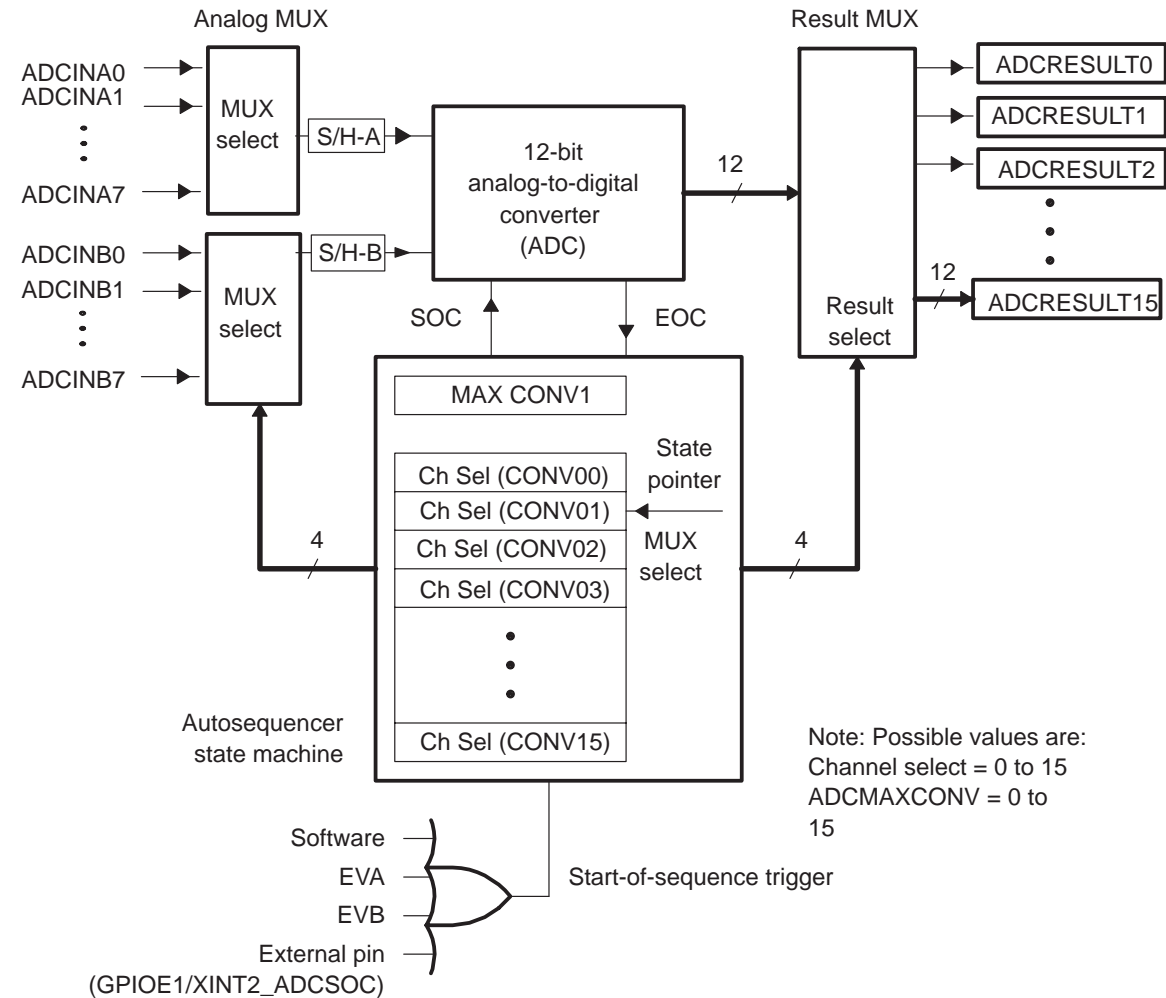 Analog MUX
Result MUX
ADCINA0
ADCINA1
ADCINA7
ADCINB0
ADCINB1
ADCINB7
MUX
select
MUX
select
S/H-A
S/H-B
12-bit
analog-to-digital
converter
(ADC)
12
Result
select
ADCRESULT0
ADCRESULT1
ADCRESULT2
12
ADCRESULT15
SOC
EOC
MAX CONV1
Ch Sel (CONV00)
Ch Sel (CONV01)
Ch Sel (CONV02)
Ch Sel (CONV03)
Ch Sel (CONV15)
State
pointer
MUX
select
4
4
Autosequencer
state machine
Note: Possible values are:
Channel select = 0 to 15
ADCMAXCONV = 0 to
15
Software
EVA
EVB
External pin
(GPIOE1/XINT2_ADCSOC)
Start-of-sequence trigger